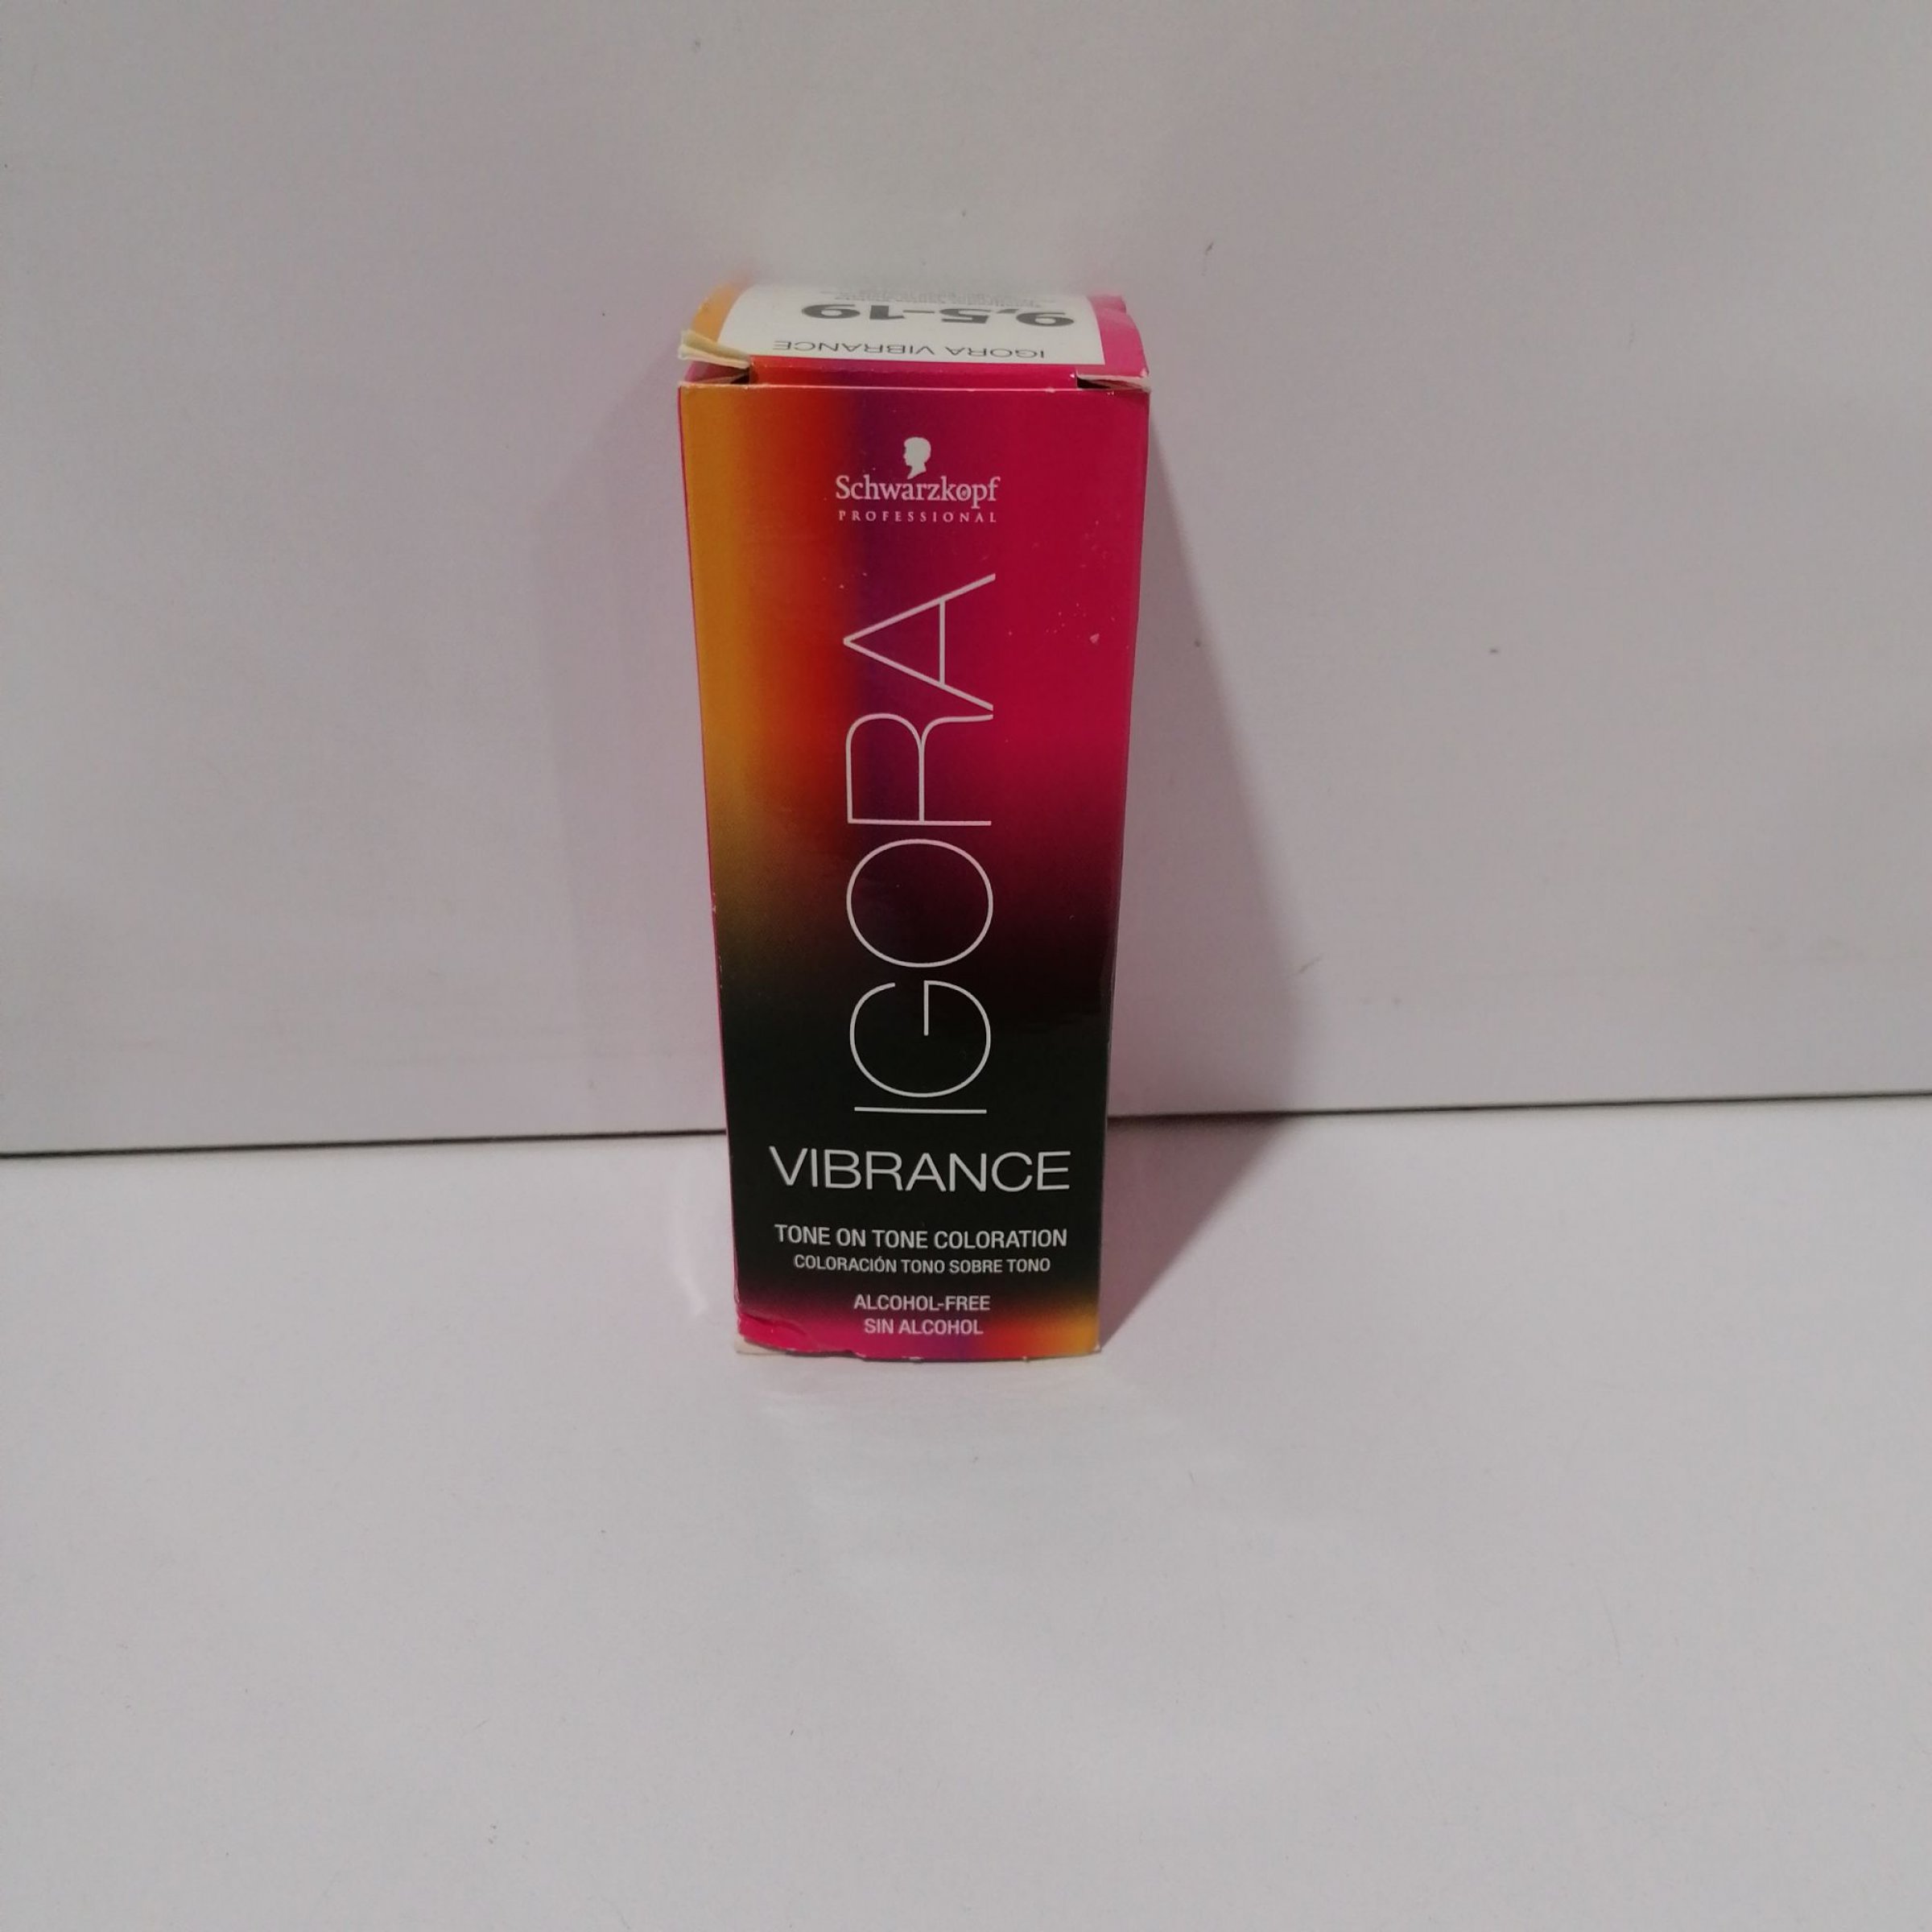 IGORA VIBRANCE
9,5-19
Schwarzkopf
PROFESSIONAL
IGORA
VIBRANCE
TONE ON TONE COLORATION
COLORACIÓN TONO SOBRE TONO
ALCOHOL-FREE
SIN ALCOHOL